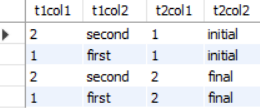 t1col1 t1col2 t2col1 t2col2
2 second 1 initial
1 first 1 initial
2 second 2 final
1 first 2 final